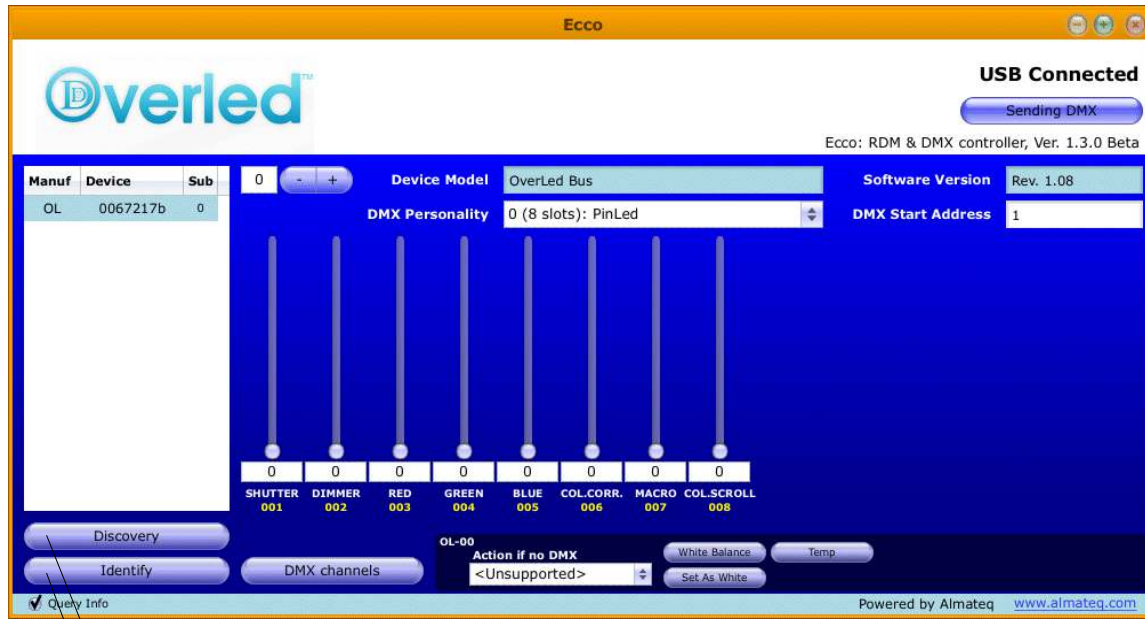 Ecco
Overled™
USB Connected
Sending DMX
Ecco: RDM & DMX controller, Ver. 1.3.0 Beta
Manuf Device Sub
OL 0067217b 0
0 - + Device Model OverLed Bus Software Version Rev. 1.08
DMX Personality 0 (8 slots): PinLed DMX Start Address 1
0 0 0 0 0 0 0 0
SHUTTER DIMMER RED GREEN BLUE COL.CORR. MACRO COL.SCROLL
001 002 003 004 005 006 007 008
Discovery
Identify
DMX channels
OL-00
Action if no DMX
<Unsupported>
White Balance
Temp
Set As White
Query Info
Powered by Almateq www.almateq.com